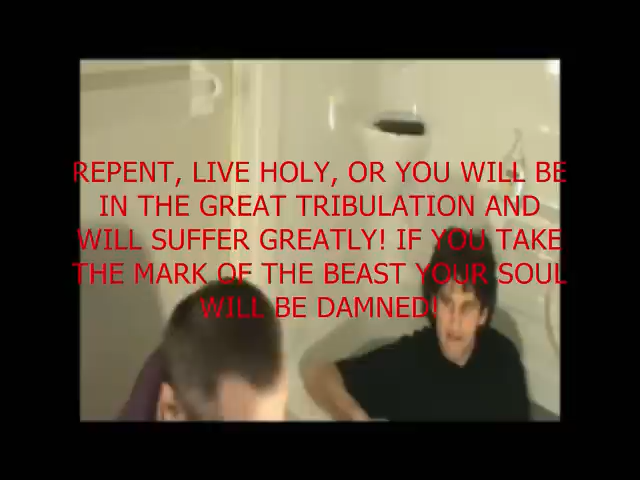 REPENT, LIVE HOLY, OR YOU WILL BE
IN THE GREAT TRIBULATION AND
WILL SUFFER GREATLY! IF YOU TAKE
THE MARK OF THE BEAST YOUR SOUL
WILL BE DAMNED!